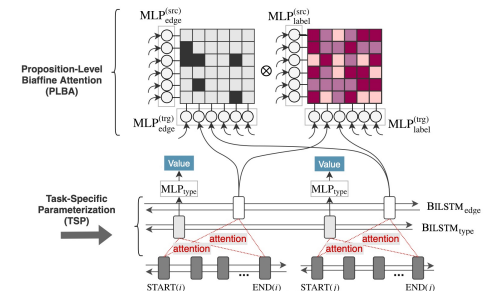 MLP(src)edge
MLP(src)label
Proposition-Level
Biaffine Attention
(PLBA)
⊗
MLP(trg)edge
MLP(trg)label
Value
Value
MLPtype
MLPtype
Task-Specific
Parameterization
(TSP)
BILSTMedge
BILSTMtype
attention
attention
attention
attention
...
...
START(i)
END(i)
START(j)
END(j)